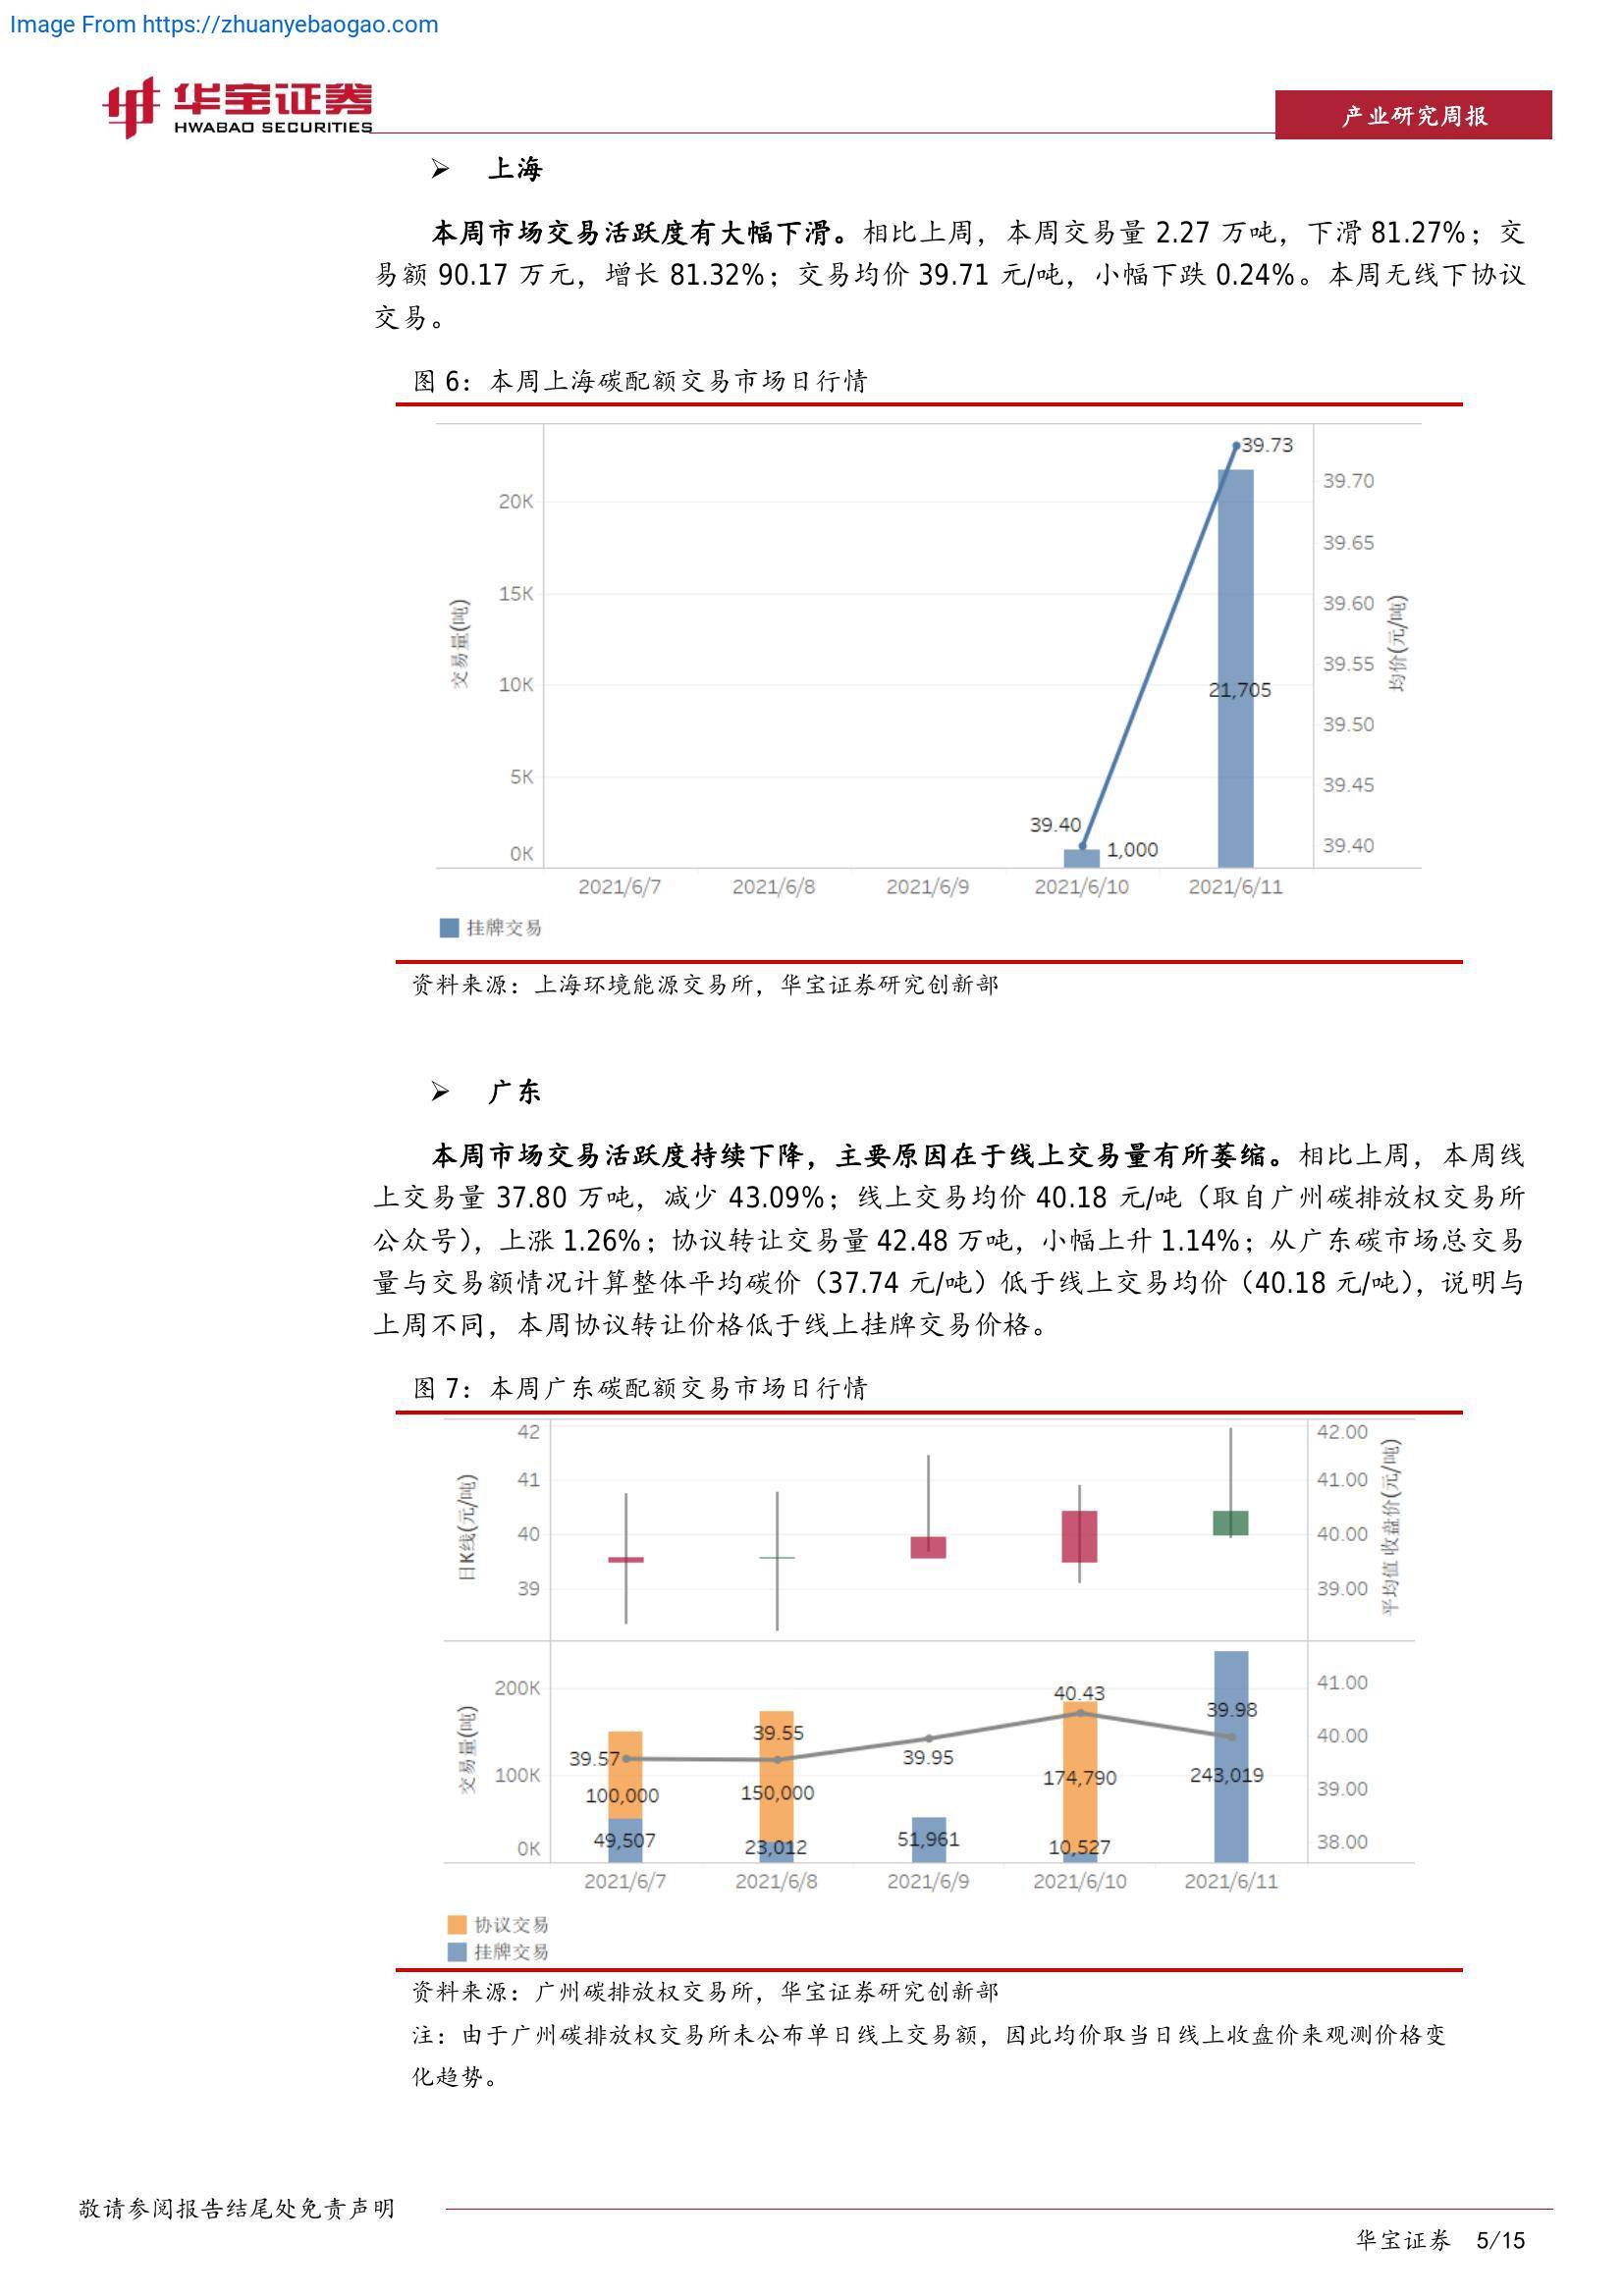 Image From https://zhuanyebaogao.com
华宝证券
HWABAO SECURITIES
产业研究周报
上海
本周市场交易活跃度有大幅下滑。相比上周，本周交易量 2.27 万吨，下滑 81.27%；交
易额 90.17 万元，增长 81.32%；交易均价 39.71 元/吨，小幅下跌 0.24%。本周无线下协议
交易。
图 6：本周上海碳配额交易市场日行情
39.73
39.70
20K
39.65
15K
39.60
交易量(吨)
均价(元/吨)
39.55
10K
21,705
39.50
5K
39.45
39.40
1,000
39.40
0K
2021/6/7 2021/6/8 2021/6/9 2021/6/10 2021/6/11
挂牌交易
资料来源：上海环境能源交易所，华宝证券研究创新部
广东
本周市场交易活跃度持续下降，主要原因在于线上交易量有所萎缩。相比上周，本周线
上交易量 37.80 万吨，减少 43.09%；线上交易均价 40.18 元/吨（取自广州碳排放权交易所
公众号），上涨 1.26%；协议转让交易量 42.48 万吨，小幅上升 1.14%；从广东碳市场总交易
量与交易额情况计算整体平均碳价（37.74 元/吨）低于线上交易均价（40.18 元/吨），说明与
上周不同，本周协议转让价格低于线上挂牌交易价格。
图 7：本周广东碳配额交易市场日行情
42 42.00
41 41.00
日K线(元/吨)
平均值 收盘价(元/吨)
40 40.00
39 39.00
200K 41.00
40.43
39.98
39.55
40.00
交易量(吨)
39.57
39.95
100K
174,790
243,019
39.00
100,000
150,000
49,507
23,012
51,961
10,527
0K 38.00
2021/6/7 2021/6/8 2021/6/9 2021/6/10 2021/6/11
协议交易
挂牌交易
资料来源：广州碳排放权交易所，华宝证券研究创新部
注：由于广州碳排放权交易所未公布单日线上交易额，因此均价取当日线上收盘价来观测价格变
化趋势。
敬请参阅报告结尾处免责声明
华宝证券 5/15